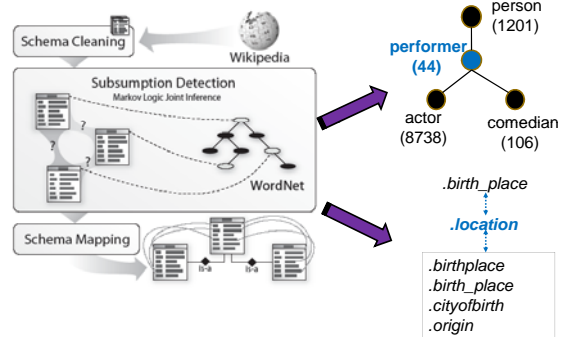 Schema Cleaning
Wikipedia
Subsumption Detection
Markov Logic Joint Inference
?
?
?
WordNet
Schema Mapping
is-a
is-a
person
(1201)
performer
(44)
actor
(8738)
comedian
(106)
.birth_place
.location
.birthplace
.birth_place
.cityofbirth
.origin